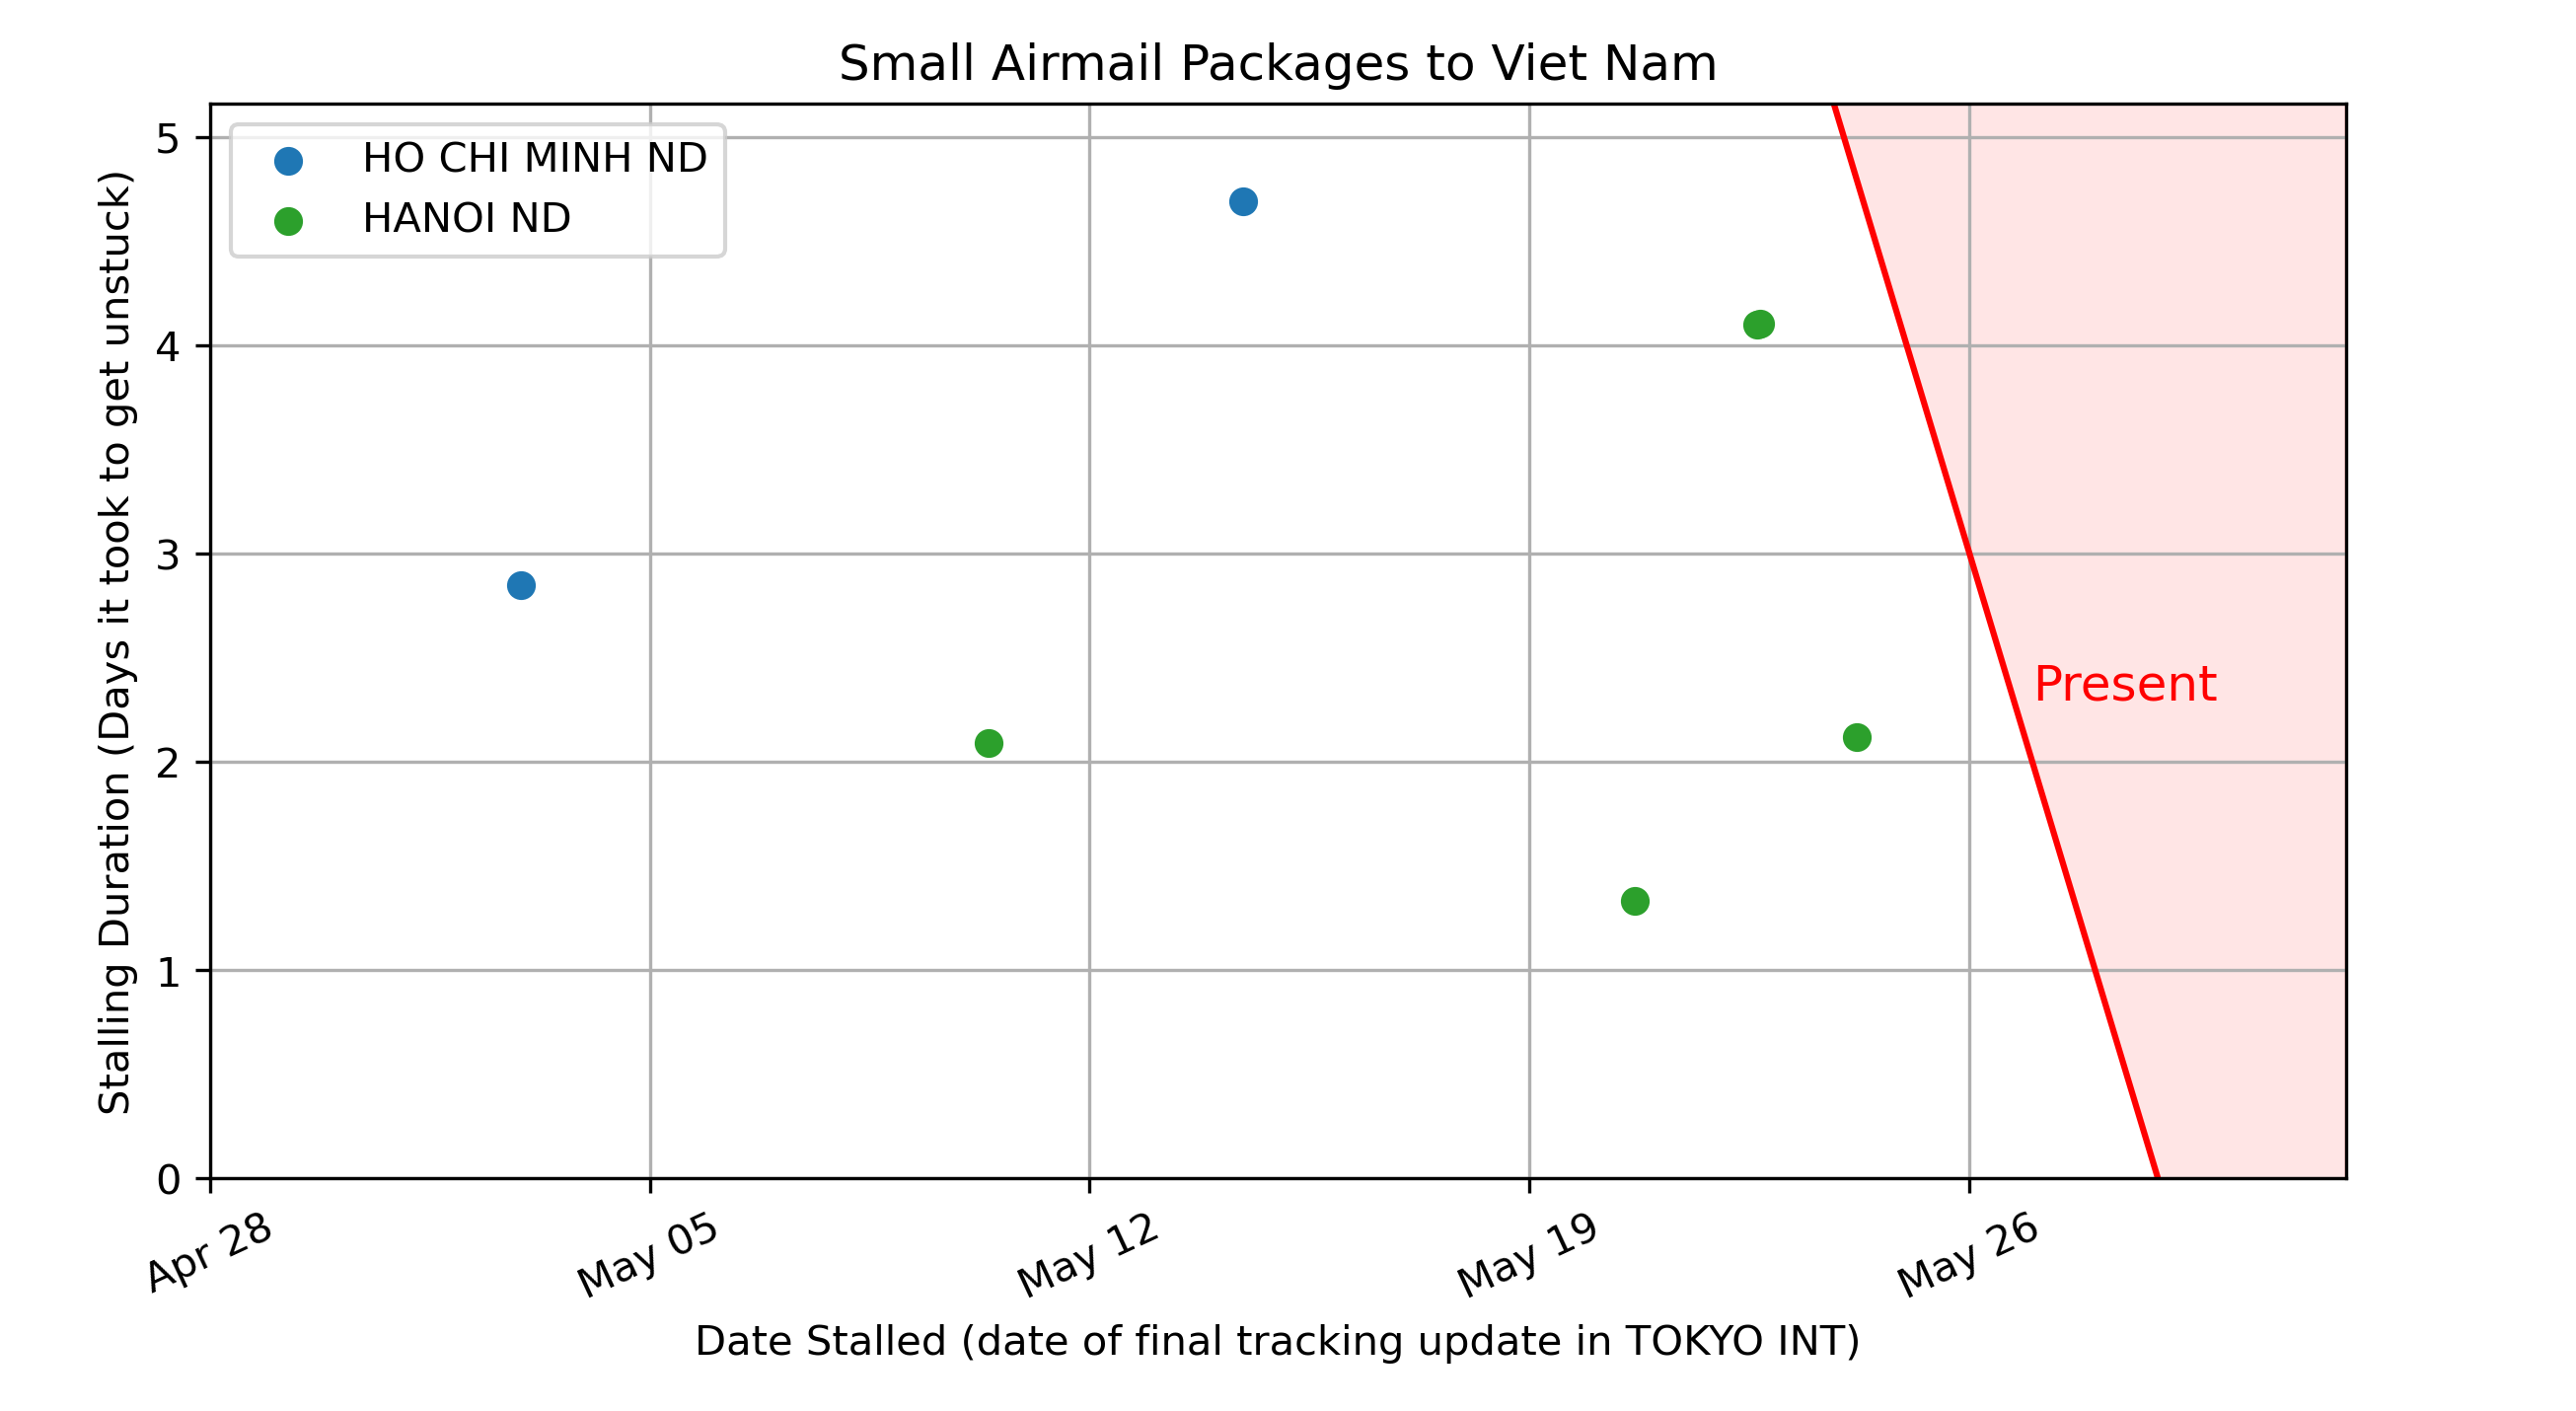 Small Airmail Packages to Viet Nam
HO CHI MINH ND
HANOI ND
Stalling Duration (Days it took to get unstuck)
5
4
3
2
1
0
Present
Apr 28
May 05
May 12
May 19
May 26
Date Stalled (date of final tracking update in TOKYO INT)